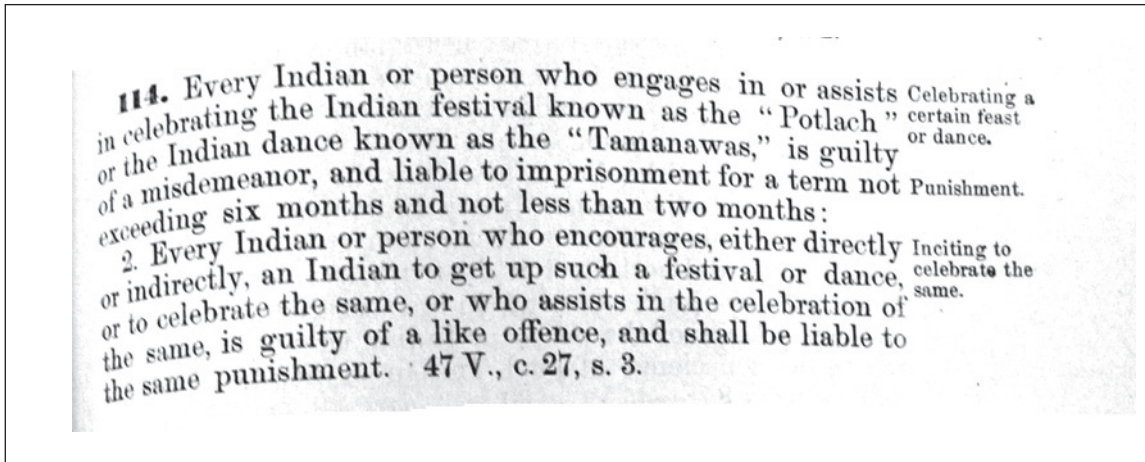 114. Every Indian or person who engages in or assists
in celebrating the Indian festival known as the "Potlach"
or the Indian dance known as the "Tamanawas," is guilty
of a misdemeanor, and liable to imprisonment for a term not
exceeding six months and not less than two months:
2. Every Indian or person who encourages, either directly
or indirectly, an Indian to get up such a festival or dance,
or to celebrate the same, or who assists in the celebration of
the same, is guilty of a like offence, and shall be liable to
the same punishment. 47 V., c. 27, s. 3.
Celebrating a
certain feast
or dance.
Punishment.
Inciting to
celebrate the
same.